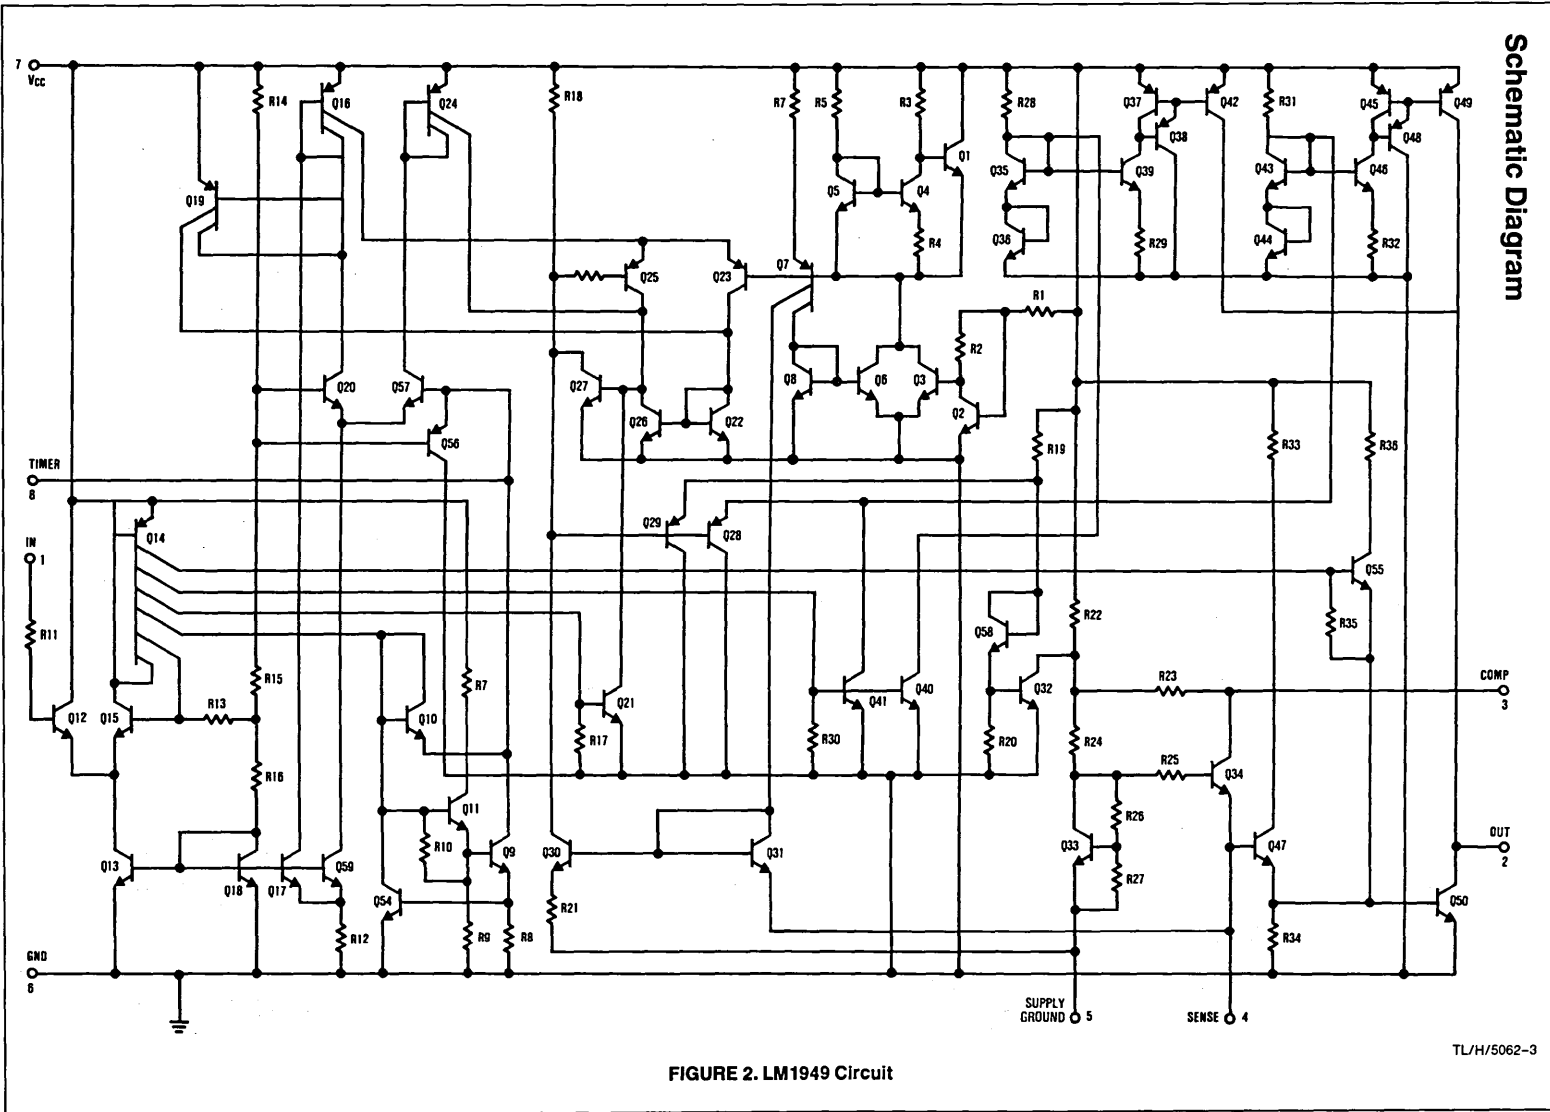 Schematic Diagram
7
VCC
R14
Q16
Q24
R18
R7
R5
R3
Q1
R28
Q37
Q42
R31
Q45
Q49
Q38
Q48
Q19
Q5
Q4
Q35
Q39
Q43
Q46
R4
Q36
R29
Q44
R32
Q25
Q23
Q7
R1
R2
Q20
Q57
Q27
Q8
Q6
Q3
Q26
Q22
Q2
Q56
R19
R33
R36
TIMER
8
Q14
Q29
Q28
IN
1
Q55
R11
Q58
R22
R35
R15
R7
R13
Q12
Q15
Q10
Q21
Q41
Q40
Q32
R23
COMP
3
R17
R30
R20
R24
R16
R25
Q34
Q11
R26
R10
Q9
Q30
Q31
Q33
Q47
OUT
2
Q13
Q18
Q17
Q59
R27
Q54
R21
Q50
R12
R9
R8
R34
GND
6
SUPPLY
GROUND 5
SENSE 4
TL/H/5062-3
FIGURE 2. LM1949 Circuit